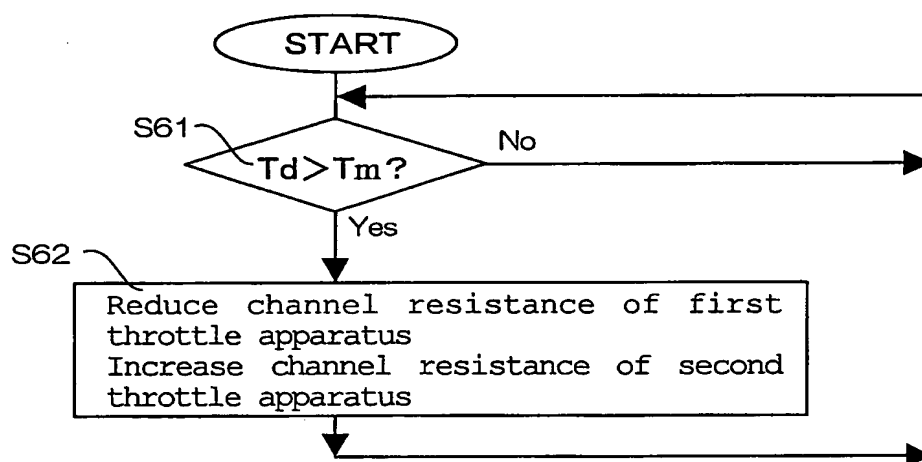 START
S61
Td>Tm?
No
Yes
S62
Reduce channel resistance of first
throttle apparatus
Increase channel resistance of second
throttle apparatus